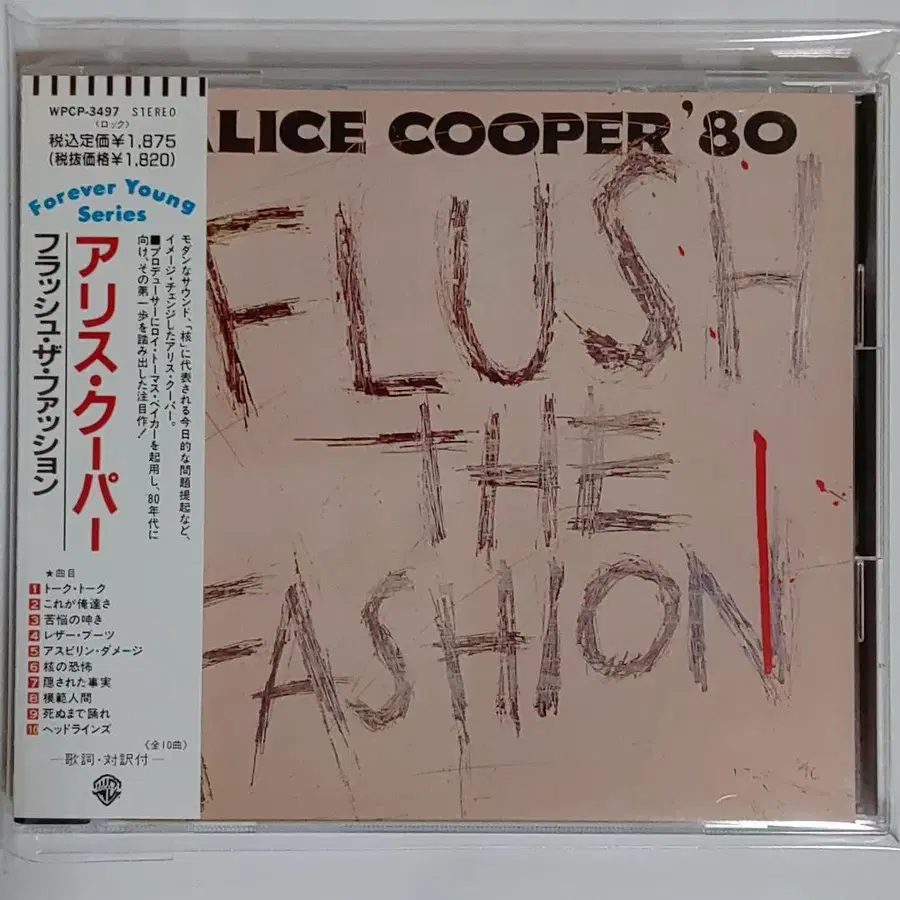 WPCP-3497 STEREO
〈ロック〉
税込定価¥1,875
(税抜価格¥1,820)
Forever Young
Series
アリス・クーパー
フラッシュ・ザ・ファッション
モダンなサウンド、「核」に代表される今日的な問題提起など、
イメージ・チェンジしたアリス・クーパー。
■プロデューサーにロイ・トーマス・ベイカーを起用し、'80年代に
向け、その第一歩を踏み出した注目作!
★曲目
1 トーク・トーク
2 これが俺達さ
3 苦悩の呻き
4 レザー・ブーツ
5 アスピリン・ダメージ
6 核の恐怖
7 隠された事実
8 模範人間
9 死ぬまで踊れ
10 ヘッドラインズ
《全10曲》
—歌詞・対訳付—
ALICE COOPER '80
FLUSH
THE
FASHION